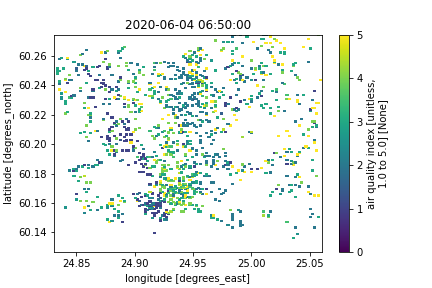 2020-06-04 06:50:00
60.26
60.24
60.22
60.20
60.18
60.16
60.14
latitude [degrees_north]
24.85 24.90 24.95 25.00 25.05
longitude [degrees_east]
5
4
3
2
1
0
air quality index [unitless,
1.0 to 5.0] [None]